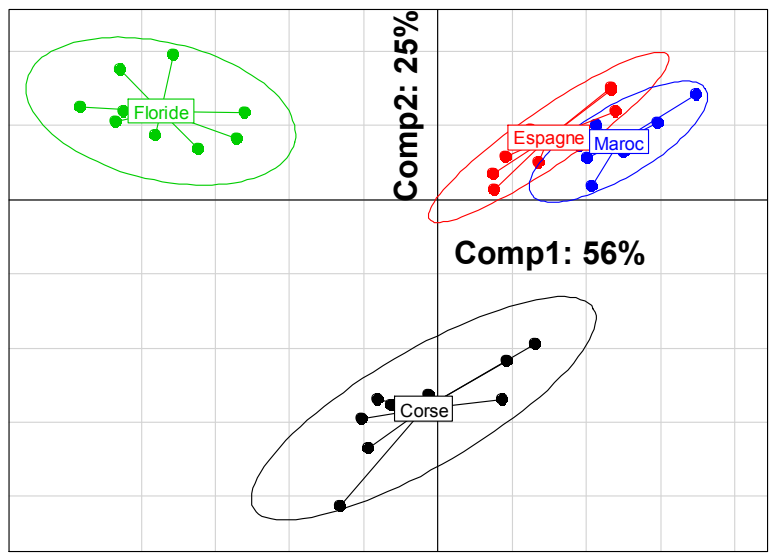 Comp2: 25%
Floride
Espagne
Maroc
Comp1: 56%
Corse